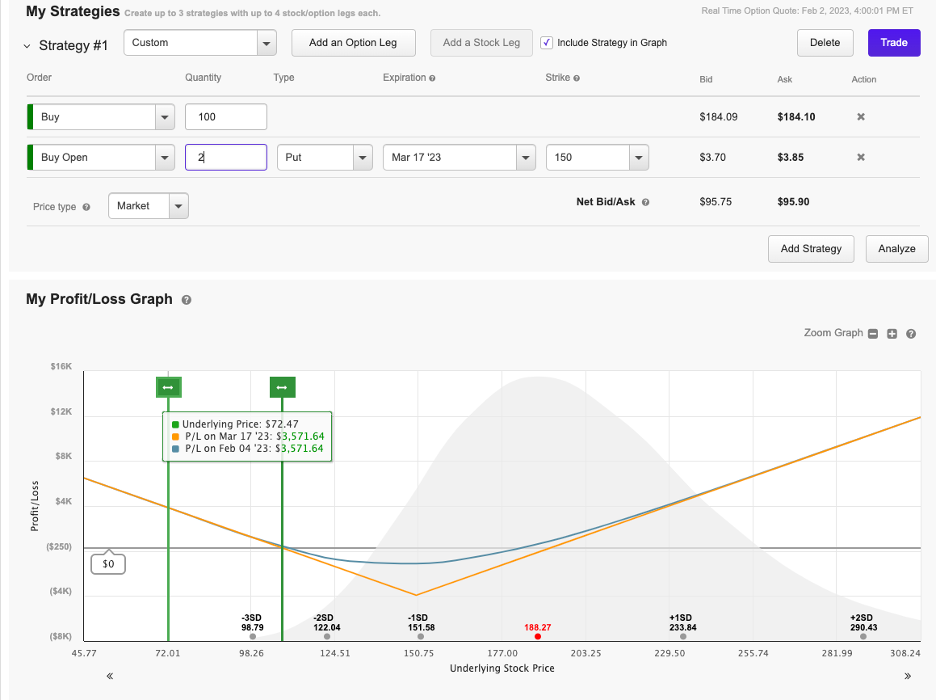 My Strategies Create up to 3 strategies with up to 4 stock/option legs each.
Real Time Option Quote: Feb 2, 2023, 4:00:01 PM ET
Strategy #1 Custom Add an Option Leg Add a Stock Leg Include Strategy in Graph Delete Trade
Order Quantity Type Expiration Strike Bid Ask Action
Buy 100 $184.09 $184.10
Buy Open 2 Put Mar 17 '23 150 $3.70 $3.85
Price type Market Net Bid/Ask $95.75 $95.90
Add Strategy Analyze
My Profit/Loss Graph
Zoom Graph
$16K
$12K
$8K
$4K
($250)
($4K)
($8K)
Profit/Loss
Underlying Price: $72.47
P/L on Mar 17 '23: $3,571.64
P/L on Feb 04 '23: $3,571.64
$0
-3SD
98.79
-2SD
122.04
-1SD
151.58
188.27
+1SD
233.84
+2SD
290.43
45.77 72.01 98.26 124.51 150.75 177.00 203.25 229.50 255.74 281.99 308.24
« Underlying Stock Price »